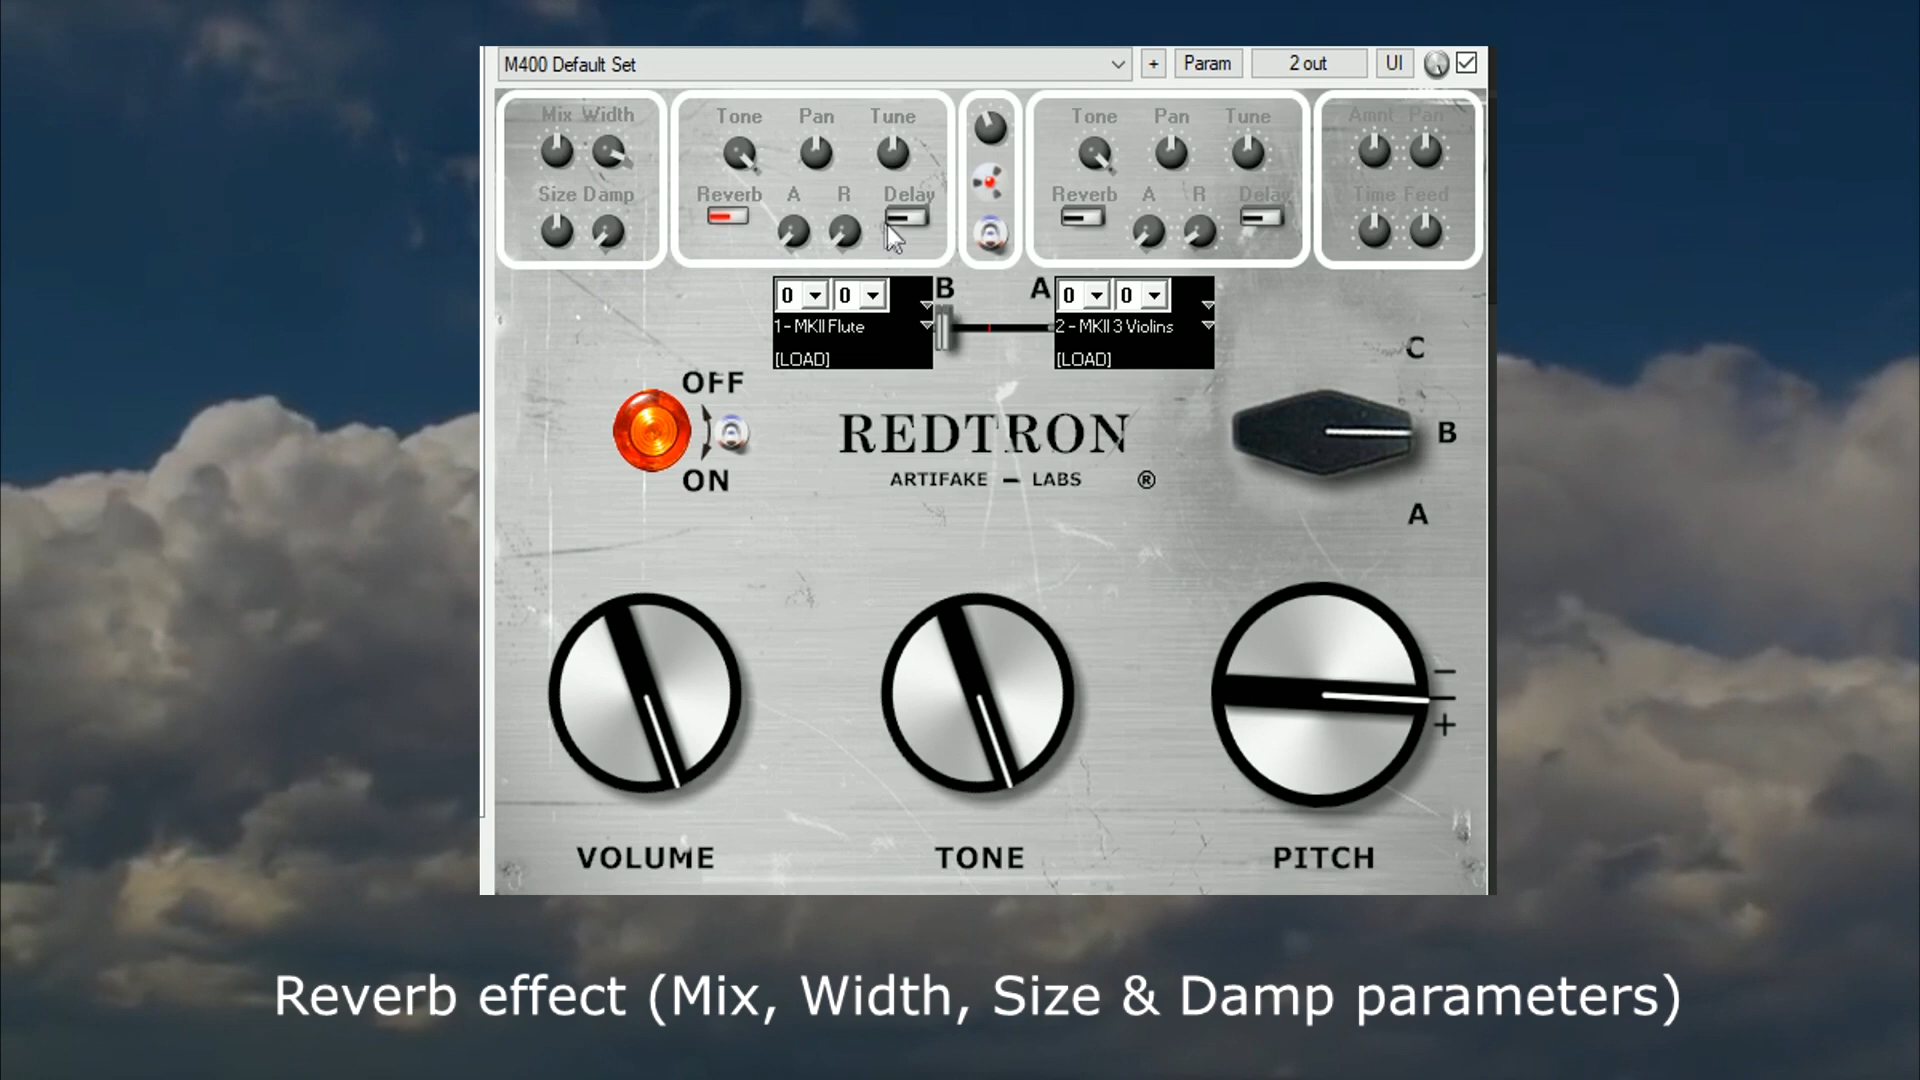 M400 Default Set
+
Param
2 out
UI
Mix Width
Size Damp
Tone Pan Tune
Reverb A R Delay
Tone Pan Tune
Reverb A R Delay
Amnt Pan
Time Feed
0 0
1 - MKII Flute
[LOAD]
B
A
0 0
2 - MKII 3 Violins
[LOAD]
OFF
ON
REDTRON
ARTIFAKE - LABS ®
C
B
A
−
+
VOLUME
TONE
PITCH
Reverb effect (Mix, Width, Size & Damp parameters)